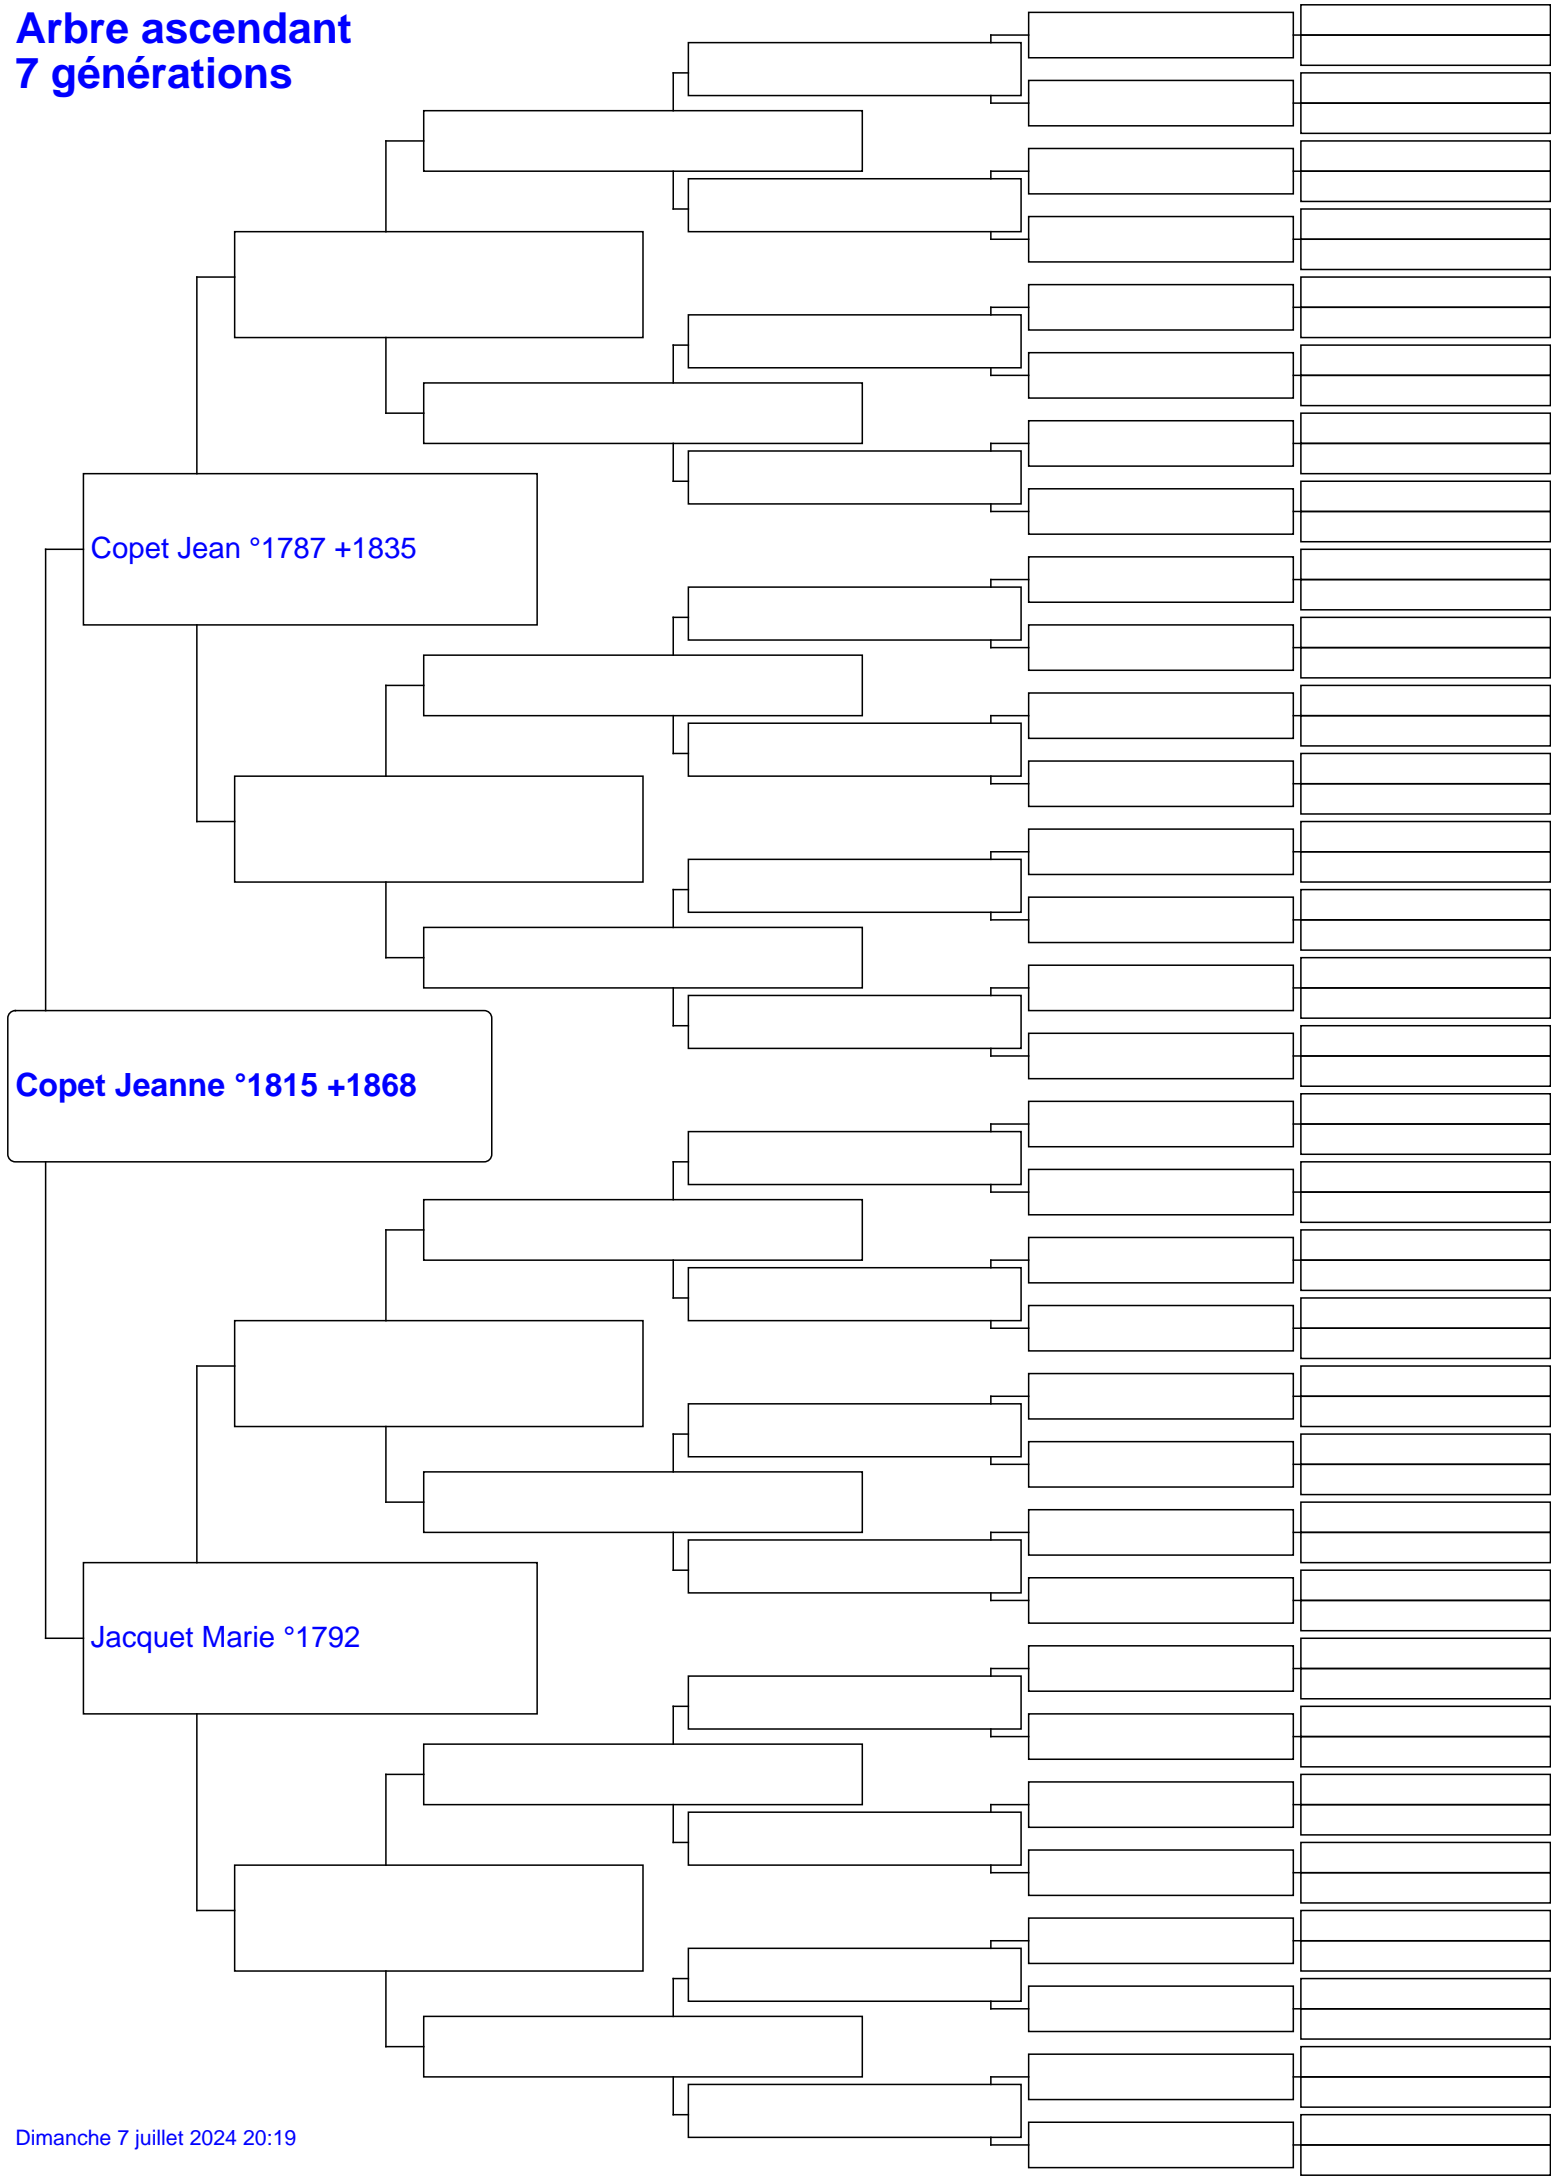 Arbre ascendant
7 générations
Copet Jean °1787 +1835
Copet Jeanne °1815 +1868
Jacquet Marie °1792
Dimanche 7 juillet 2024 20:19